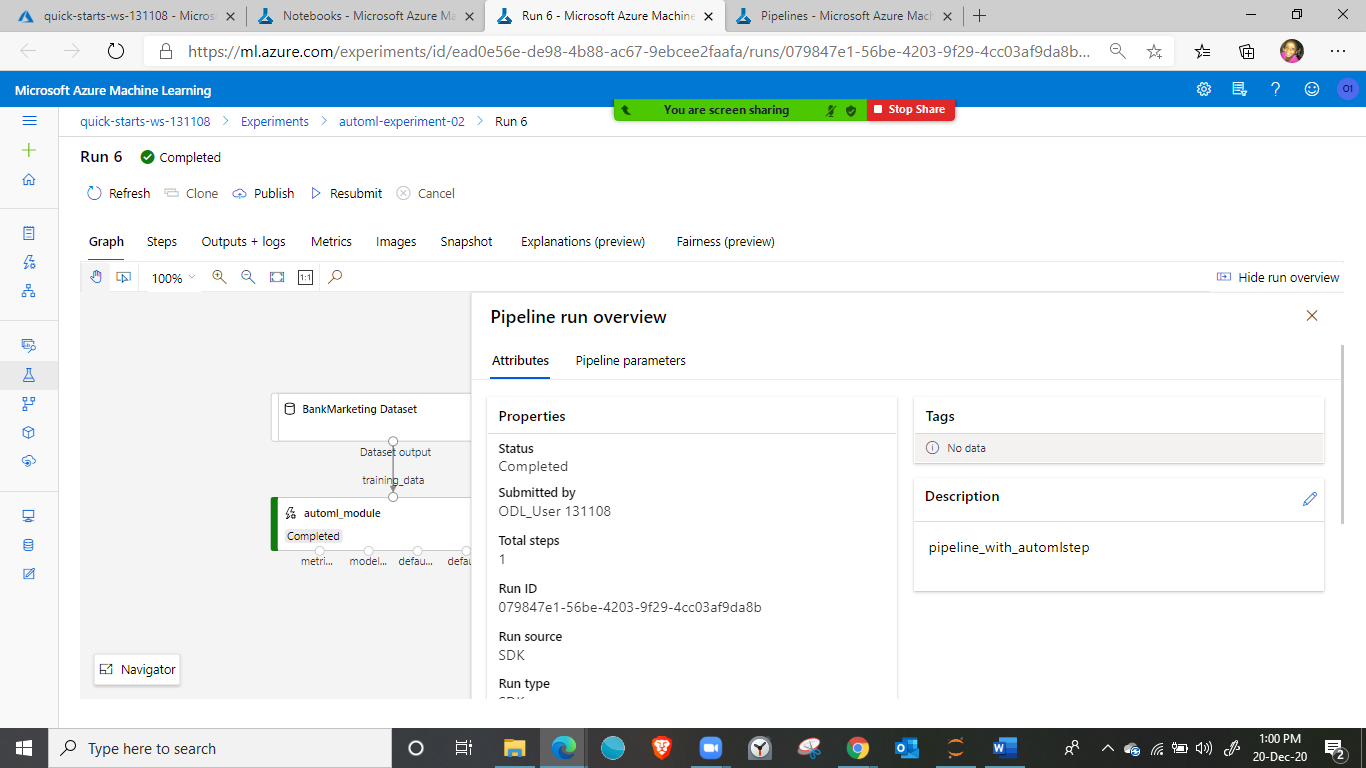 quick-starts-ws-131108 - Micros
Notebooks - Microsoft Azure Ma
Run 6 - Microsoft Azure Machine
Pipelines - Microsoft Azure Mach
https://ml.azure.com/experiments/id/ead0e56e-de98-4b88-ac67-9ebcee2faafa/runs/079847e1-56be-4203-9f29-4cc03af9da8b...
Microsoft Azure Machine Learning
O1
You are screen sharing
Stop Share
quick-starts-ws-131108 > Experiments > automl-experiment-02 > Run 6
Run 6 Completed
Refresh Clone Publish Resubmit Cancel
Graph Steps Outputs + logs Metrics Images Snapshot Explanations (preview) Fairness (preview)
100% 1:1 Hide run overview
BankMarketing Dataset
Dataset output
training_data
automl_module
Completed
metri... model... defau... defau
Navigator
Pipeline run overview
Attributes Pipeline parameters
Properties
Status
Completed
Submitted by
ODL_User 131108
Total steps
1
Run ID
079847e1-56be-4203-9f29-4cc03af9da8b
Run source
SDK
Run type
SDK
Tags
No data
Description
pipeline_with_automlstep
Type here to search
1:00 PM
20-Dec-20
2